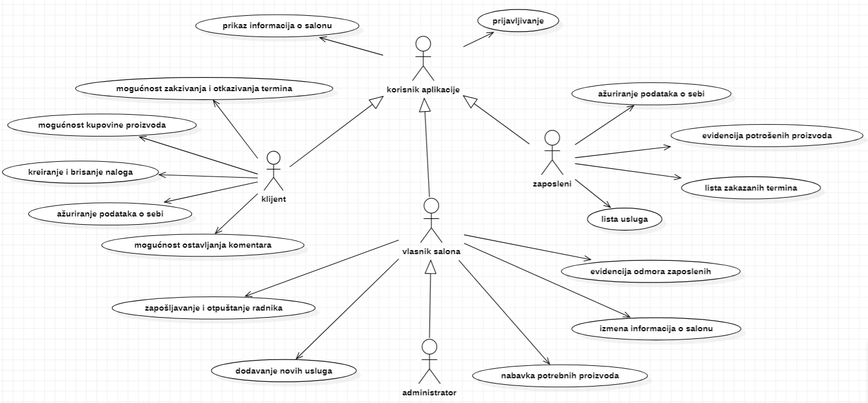 prikaz informacija o salonu
prijavljivanje
korisnik aplikacije
mogućnost zakzivanja i otkazivanja termina
ažuriranje podataka o sebi
mogućnost kupovine proizvoda
evidencija potrošenih proizvoda
kreiranje i brisanje naloga
klijent
zaposleni
lista zakazanih termina
ažuriranje podataka o sebi
lista usluga
mogućnost ostavljanja komentara
vlasnik salona
evidencija odmora zaposlenih
zapošljavanje i otpuštanje radnika
izmena informacija o salonu
dodavanje novih usluga
nabavka potrebnih proizvoda
administrator